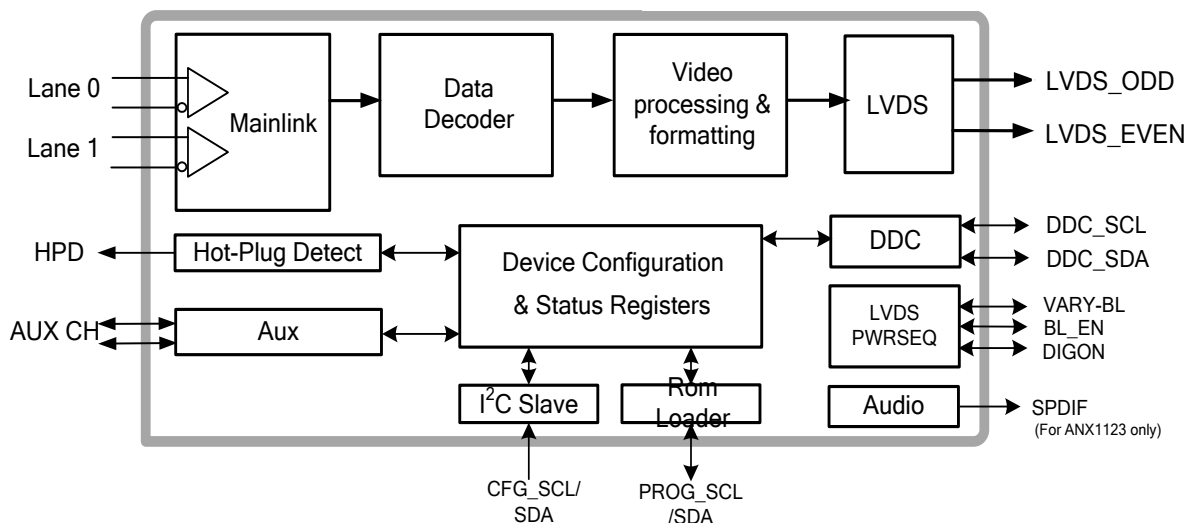 Lane 0
Lane 1
Mainlink
Data
Decoder
Video
processing &
formatting
LVDS
LVDS_ODD
LVDS_EVEN
HPD
Hot-Plug Detect
AUX CH
Aux
Device Configuration
& Status Registers
DDC
DDC_SCL
DDC_SDA
LVDS
PWRSEQ
VARY-BL
BL_EN
DIGON
I²C Slave
Rom
Loader
Audio
SPDIF
(For ANX1123 only)
CFG_SCL/
SDA
PROG_SCL
/SDA